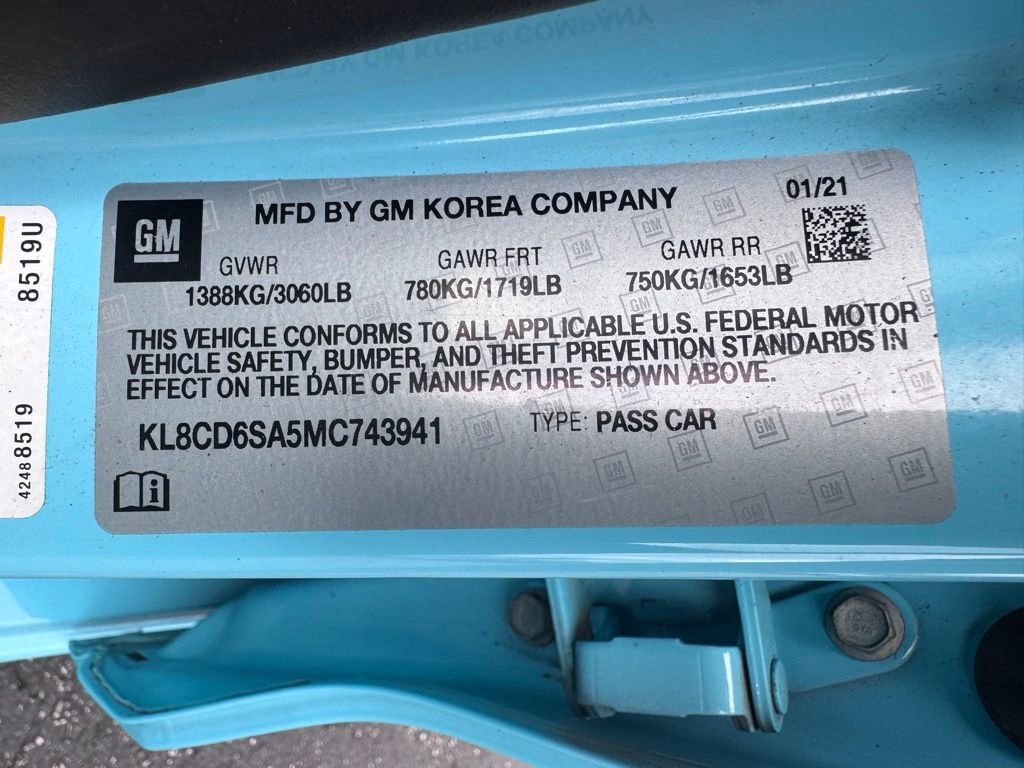 GM
MFD BY GM KOREA COMPANY
01/21
GVWR
GAWR FRT
GAWR RR
1388KG/3060LB
780KG/1719LB
750KG/1653LB
THIS VEHICLE CONFORMS TO ALL APPLICABLE U.S. FEDERAL MOTOR
VEHICLE SAFETY, BUMPER, AND THEFT PREVENTION STANDARDS IN
EFFECT ON THE DATE OF MANUFACTURE SHOWN ABOVE.
KL8CD6SA5MC743941
TYPE: PASS CAR
i
42488519
8519U